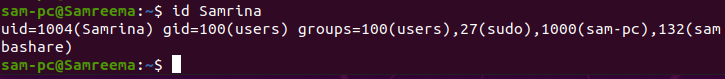 sam-pc@Samreema:~$ id Samrina
uid=1004(Samrina) gid=100(users) groups=100(users),27(sudo),1000(sam-pc),132(sam
bashare)
sam-pc@Samreema:~$